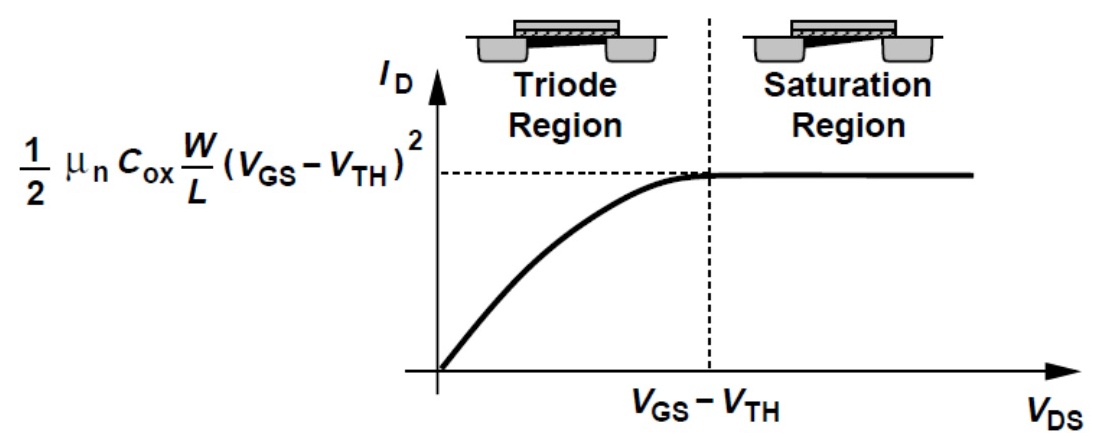 I_D
Triode
Region
Saturation
Region
1/2 μ_n C_ox W/L (V_GS – V_TH)^2
V_GS – V_TH
V_DS